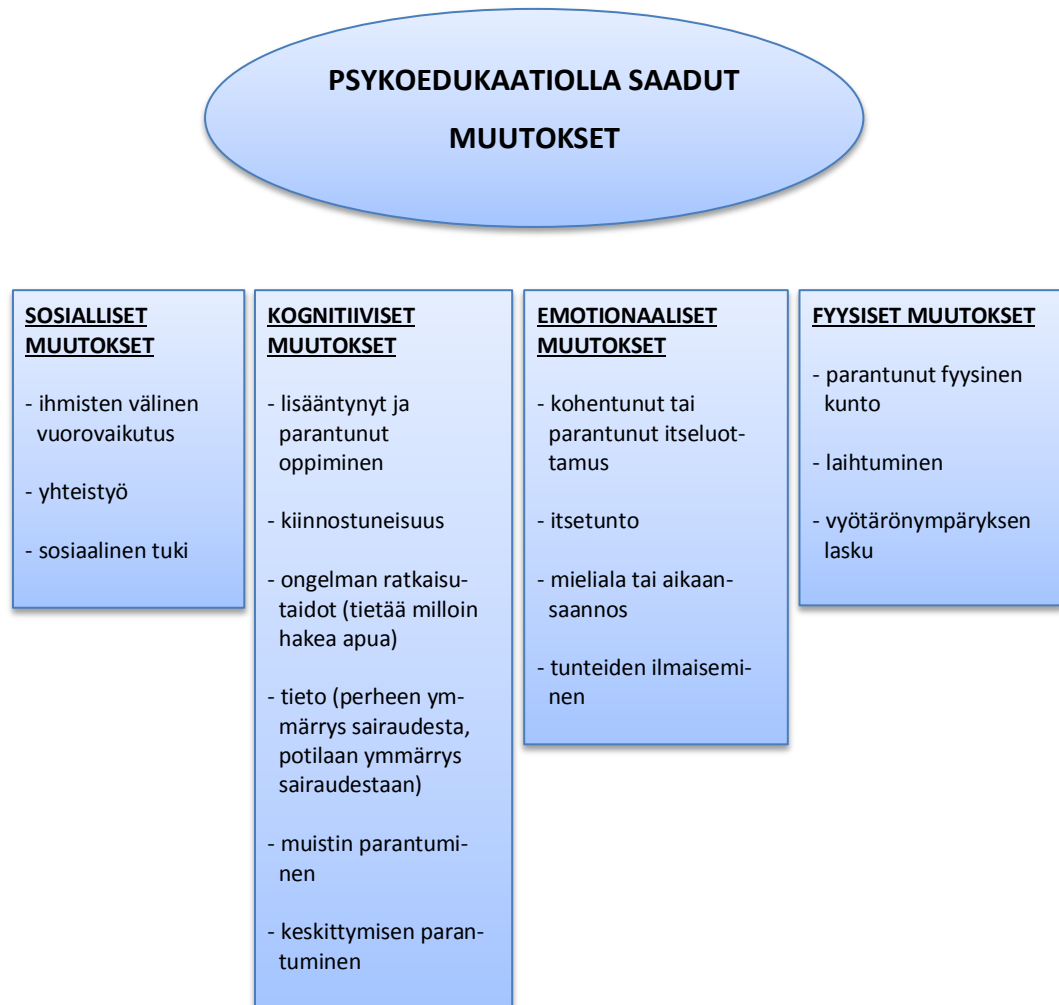 PSYKOEDUKAATIOLLA SAADUT
MUUTOKSET
SOSIALLISET
MUUTOKSET
- ihmisten välinen
vuorovaikutus
- yhteistyö
- sosiaalinen tuki
KOGNITIIVISET
MUUTOKSET
- lisääntynyt ja
parantunut
oppiminen
- kiinnostuneisuus
- ongelman ratkaisu-
taidot (tietää milloin
hakea apua)
- tieto (perheen ym-
märrys sairaudesta,
potilaan ymmärrys
sairaudestaan)
- muistin parantumi-
nen
- keskittymisen paran-
tuminen
EMOTIONAALISET
MUUTOKSET
- kohentunut tai
parantunut itseluot-
tamus
- itsetunto
- mieliala tai aikaan-
saannos
- tunteiden ilmaisemi-
nen
FYYSISET MUUTOKSET
- parantunut fyysinen
kunto
- laihtuminen
- vyötärönympäryksen
lasku